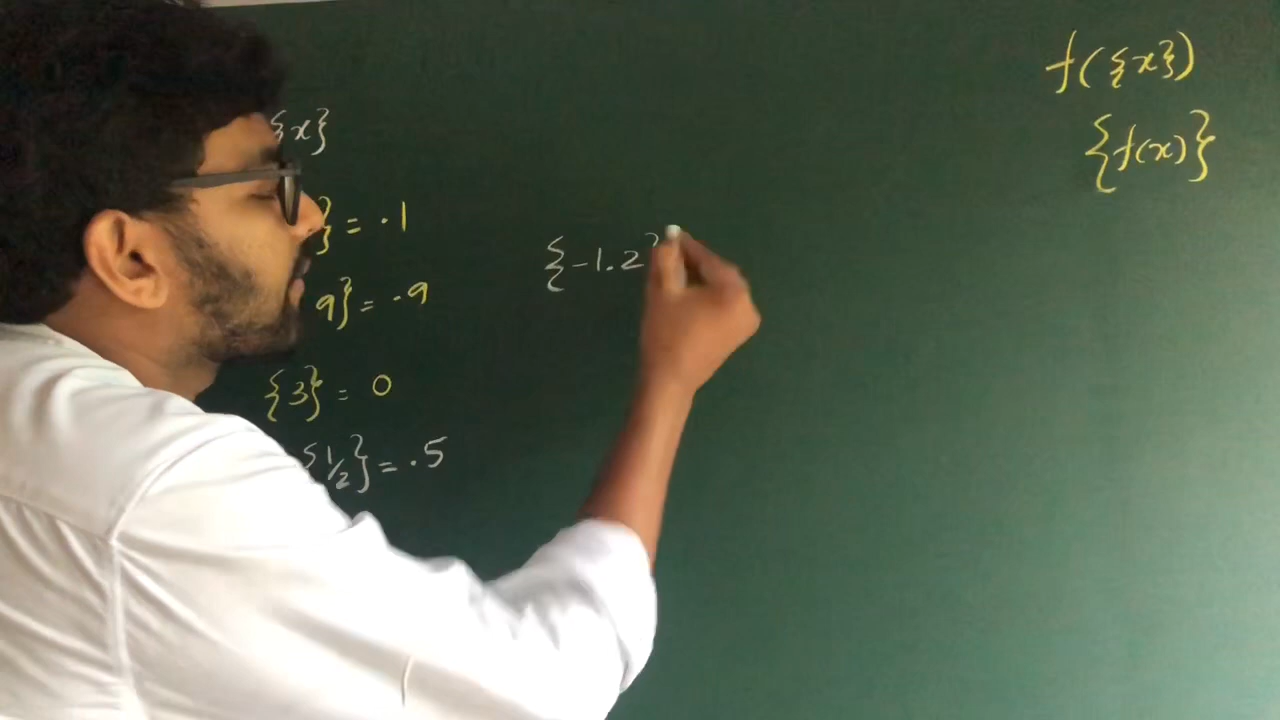 {x}
} = .1
9} = .9
{3} = 0
{1/2} = .5
{-1.2}
f({x})
{f(x)}